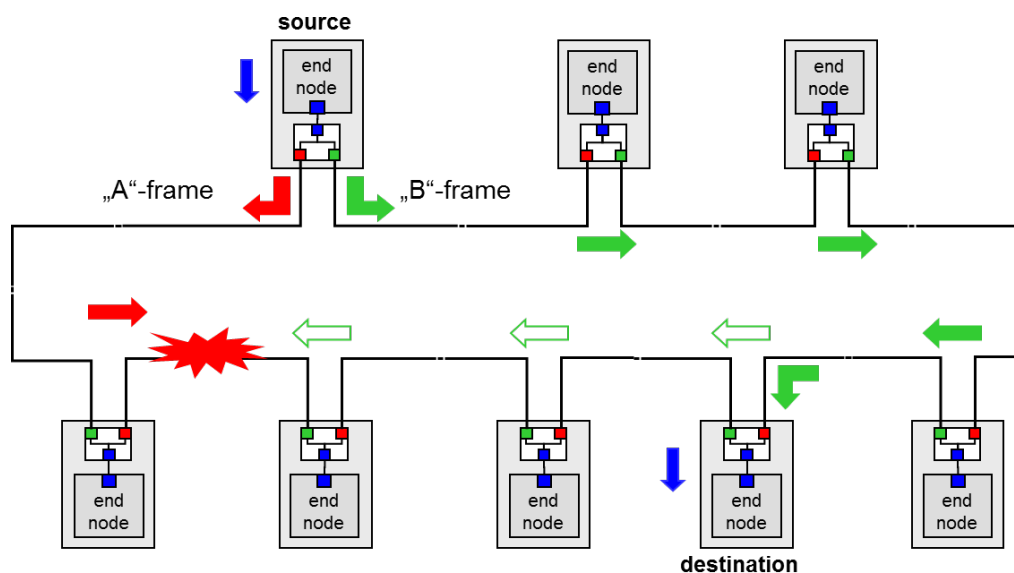 source
end
node
end
node
end
node
„A“-frame
„B“-frame
end
node
end
node
end
node
end
node
end
node
destination